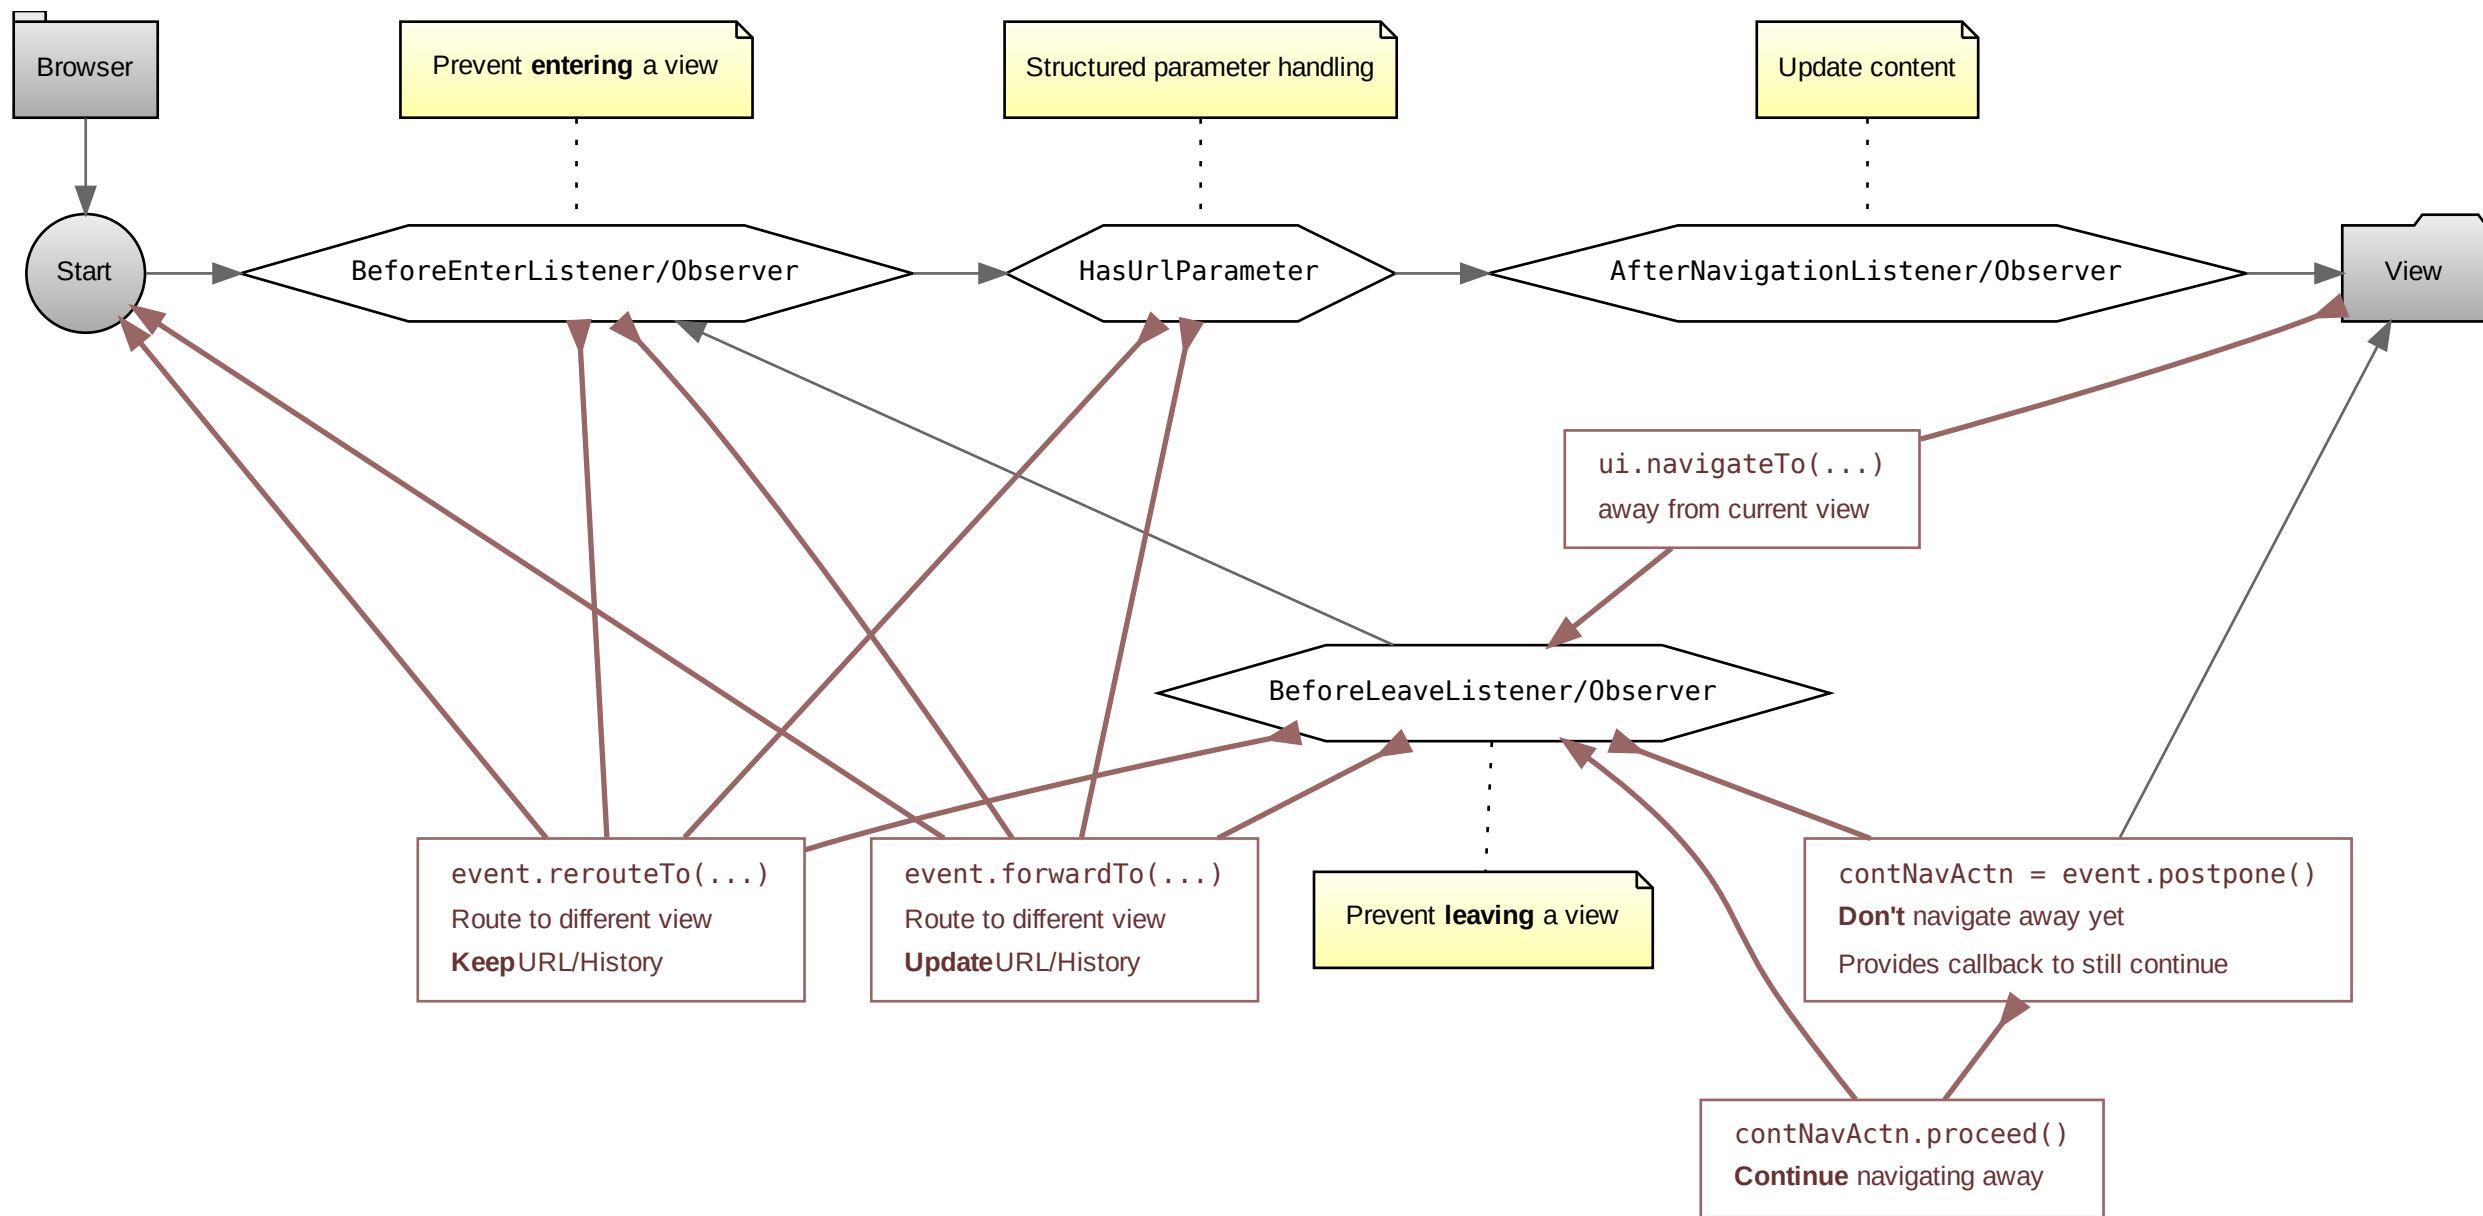 Browser
Prevent entering a view
Structured parameter handling
Update content
Start
BeforeEnterListener/Observer
HasUrlParameter
AfterNavigationListener/Observer
View
ui.navigateTo(...)
away from current view
BeforeLeaveListener/Observer
event.rerouteTo(...)
Route to different view
Keep URL/History
event.forwardTo(...)
Route to different view
Update URL/History
Prevent leaving a view
contNavActn = event.postpone()
Don't navigate away yet
Provides callback to still continue
contNavActn.proceed()
Continue navigating away